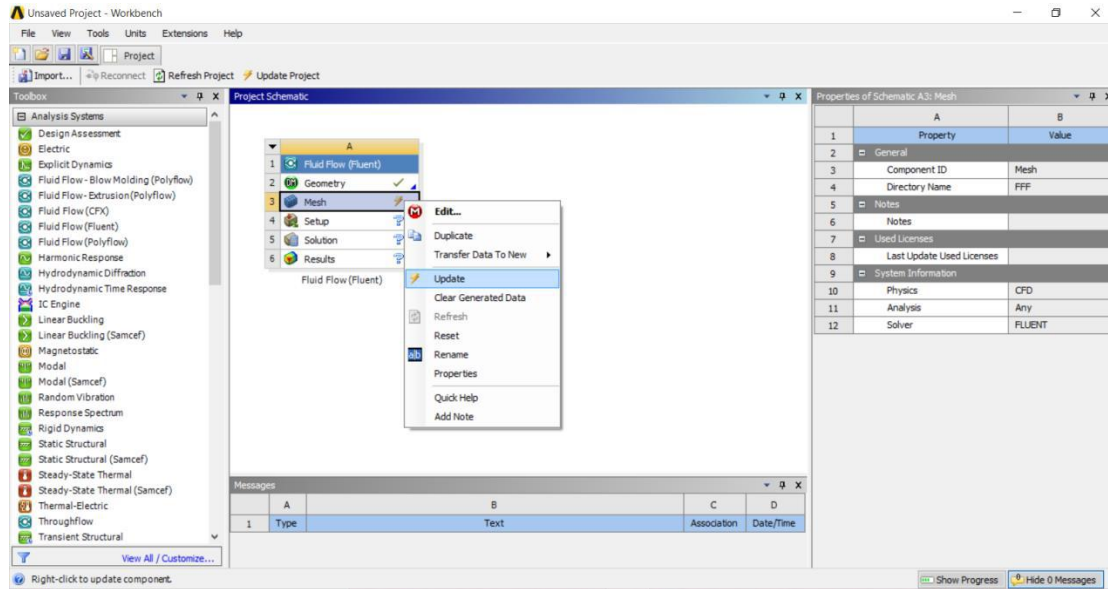 Unsaved Project - Workbench
File View Tools Units Extensions Help
Project
Import... Reconnect Refresh Project Update Project
Toolbox
Analysis Systems
Design Assessment
Electric
Explicit Dynamics
Fluid Flow - Blow Molding (Polyflow)
Fluid Flow - Extrusion (Polyflow)
Fluid Flow (CFX)
Fluid Flow (Fluent)
Fluid Flow (Polyflow)
Harmonic Response
Hydrodynamic Diffraction
Hydrodynamic Time Response
IC Engine
Linear Buckling
Linear Buckling (Samcef)
Magnetostatic
Modal
Modal (Samcef)
Random Vibration
Response Spectrum
Rigid Dynamics
Static Structural
Static Structural (Samcef)
Steady-State Thermal
Steady-State Thermal (Samcef)
Thermal-Electric
Throughflow
Transient Structural
View All / Customize...
Project Schematic
A
1 Fluid Flow (Fluent)
2 Geometry
3 Mesh
4 Setup
5 Solution
6 Results
Fluid Flow (Fluent)
Edit...
Duplicate
Transfer Data To New
Update
Clear Generated Data
Refresh
Reset
Rename
Properties
Quick Help
Add Note
Messages
A B C D
1 Type Text Association Date/Time
Properties of Schematic A3: Mesh
A B
1 Property Value
2 General
3 Component ID Mesh
4 Directory Name FFF
5 Notes
6 Notes
7 Used Licenses
8 Last Update Used Licenses
9 System Information
10 Physics CFD
11 Analysis Any
12 Solver FLUENT
Right-click to update component.
Show Progress Hide 0 Messages